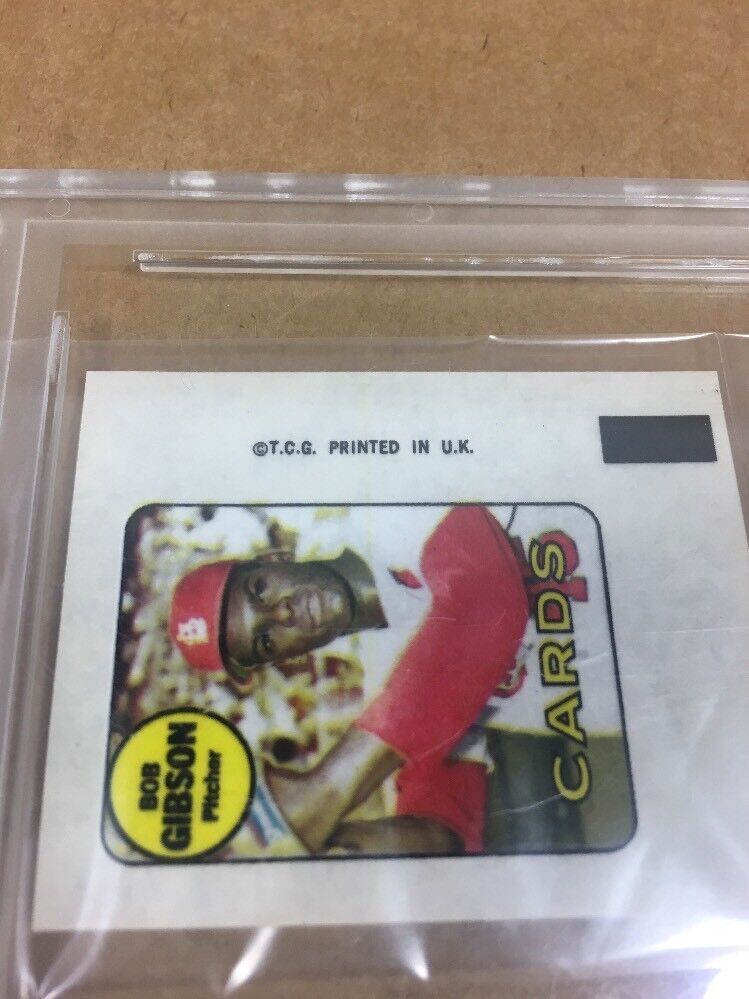 ©T.C.G. PRINTED IN U.K.
BOB
GIBSON
Pitcher
CARDS